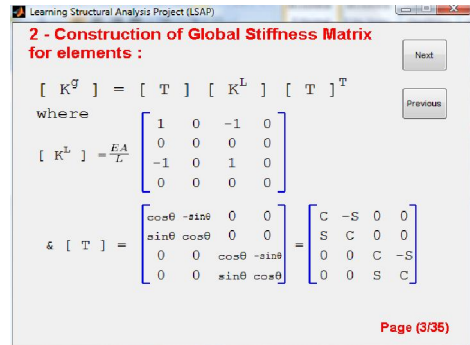 Learning Structural Analysis Project (LSAP)
2 - Construction of Global Stiffness Matrix
for elements :
Next
Previous
[ K^g ] = [ T ] [ K^L ] [ T ]^T
where
[ K^L ] = EA/L [ 1 0 -1 0
0 0 0 0
-1 0 1 0
0 0 0 0 ]
& [ T ] = [ cosθ -sinθ 0 0
sinθ cosθ 0 0
0 0 cosθ -sinθ
0 0 sinθ cosθ ] = [ C -S 0 0
S C 0 0
0 0 C -S
0 0 S C ]
Page (3/35)